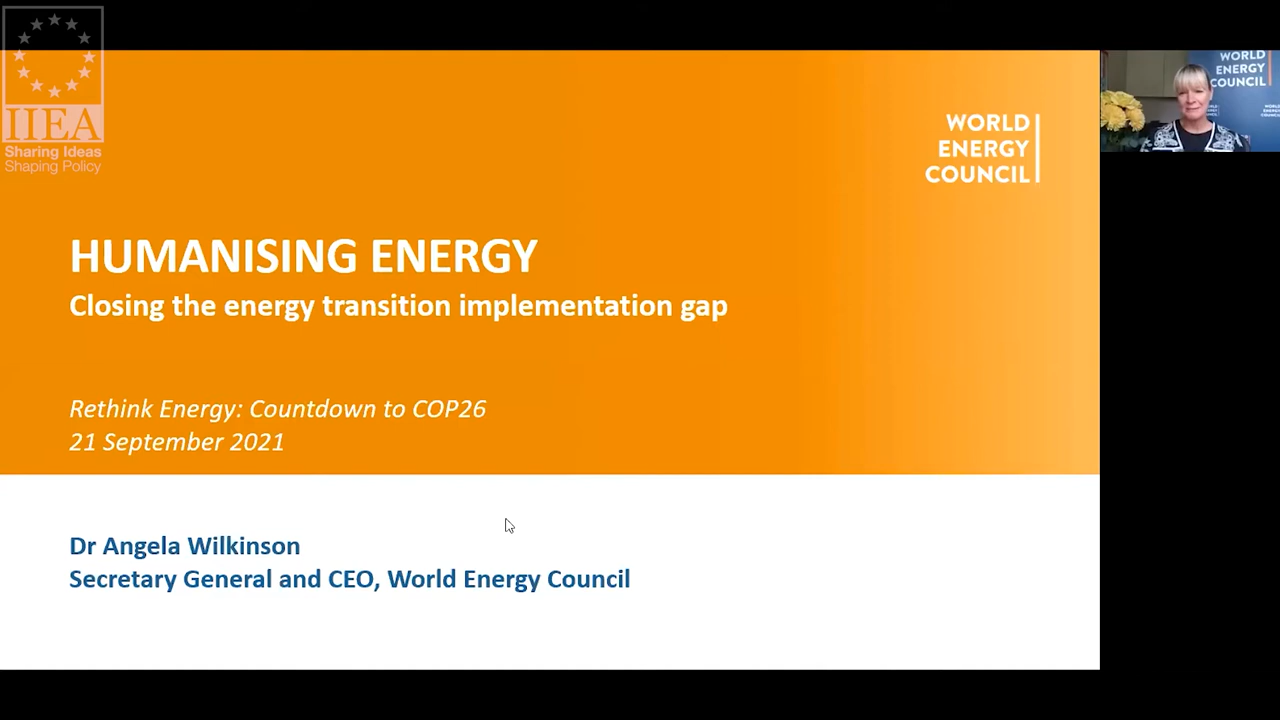 IIEA
Sharing Ideas
Shaping Policy
WORLD
ENERGY
COUNCIL
WORLD
ENERGY
COUNCIL
HUMANISING ENERGY
Closing the energy transition implementation gap
Rethink Energy: Countdown to COP26
21 September 2021
Dr Angela Wilkinson
Secretary General and CEO, World Energy Council